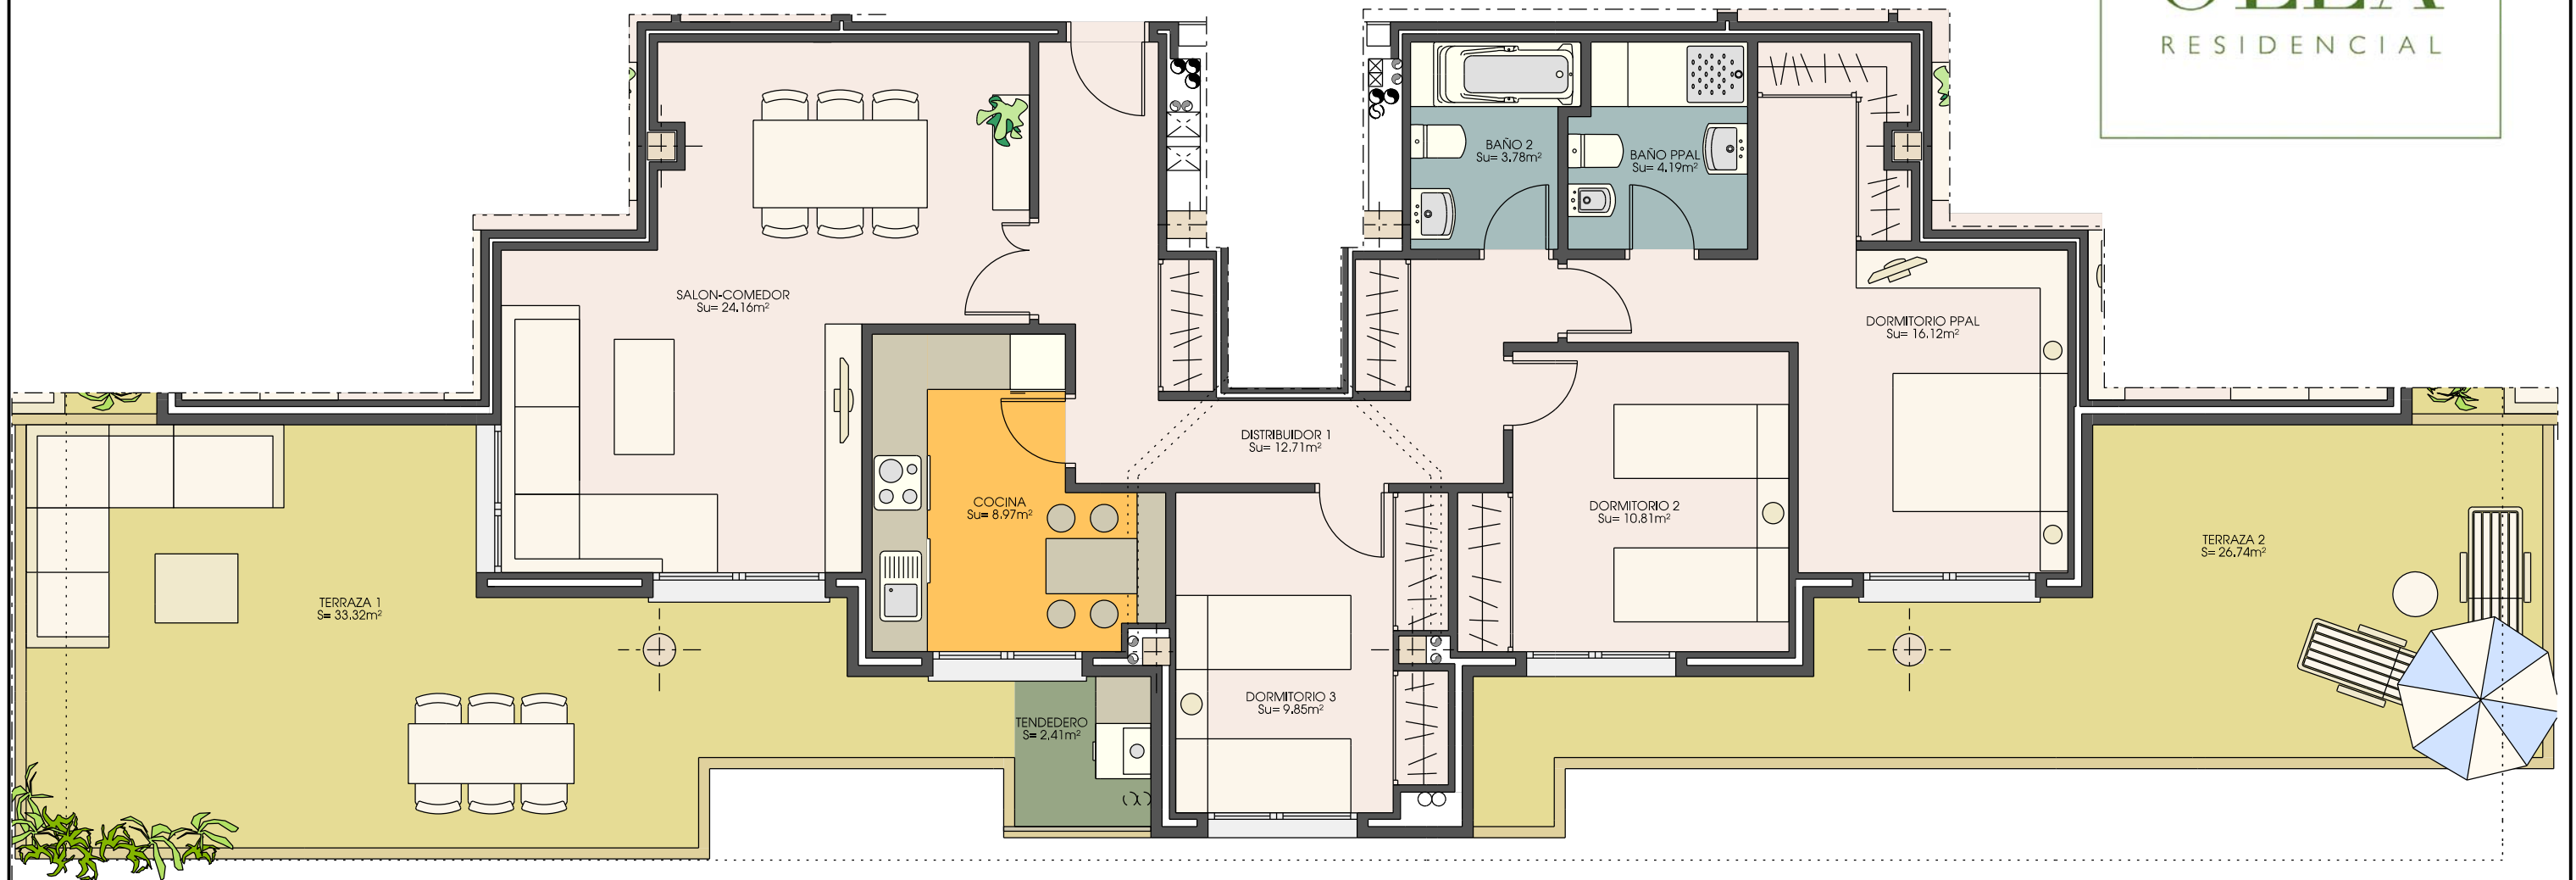 RESIDENCIAL
BAÑO 2
Su= 3.78m²
BAÑO PPAL
Su= 4.19m²
SALON-COMEDOR
Su= 24.16m²
DORMITORIO PPAL
Su= 16.12m²
DISTRIBUIDOR 1
Su= 12.71m²
COCINA
Su= 8.97m²
DORMITORIO 2
Su= 10.81m²
TERRAZA 2
S= 26.74m²
TERRAZA 1
S= 33.32m²
DORMITORIO 3
Su= 9.85m²
TENDEDERO
S= 2.41m²